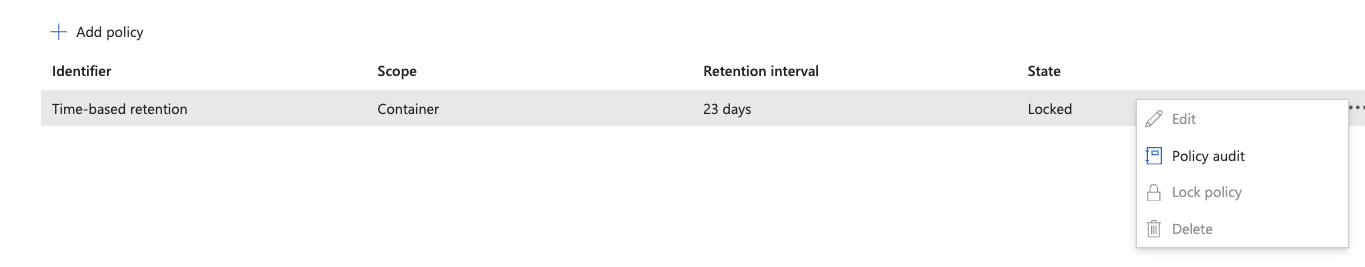 Add policy
Identifier Scope Retention interval State
Time-based retention Container 23 days Locked
Edit
Policy audit
Lock policy
Delete